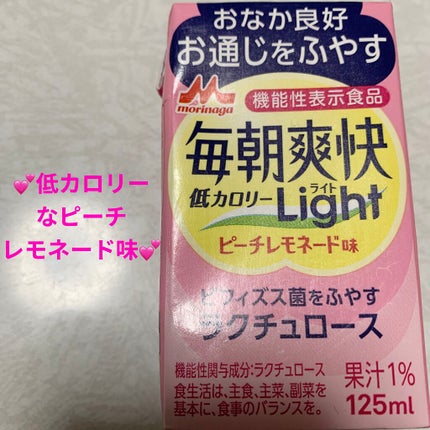 おなか良好
お通じをふやす
morinaga
機能性表示食品
毎朝爽快
低カロリー
ライト
Light
ピーチレモネード味
ビフィズス菌をふやす
ラクチュロース
機能性関与成分:ラクチュロース
食生活は、主食、主菜、副菜を
基本に、食事のバランスを。
果汁1%
125ml
💕低カロリー
なピーチ
レモネード味💕